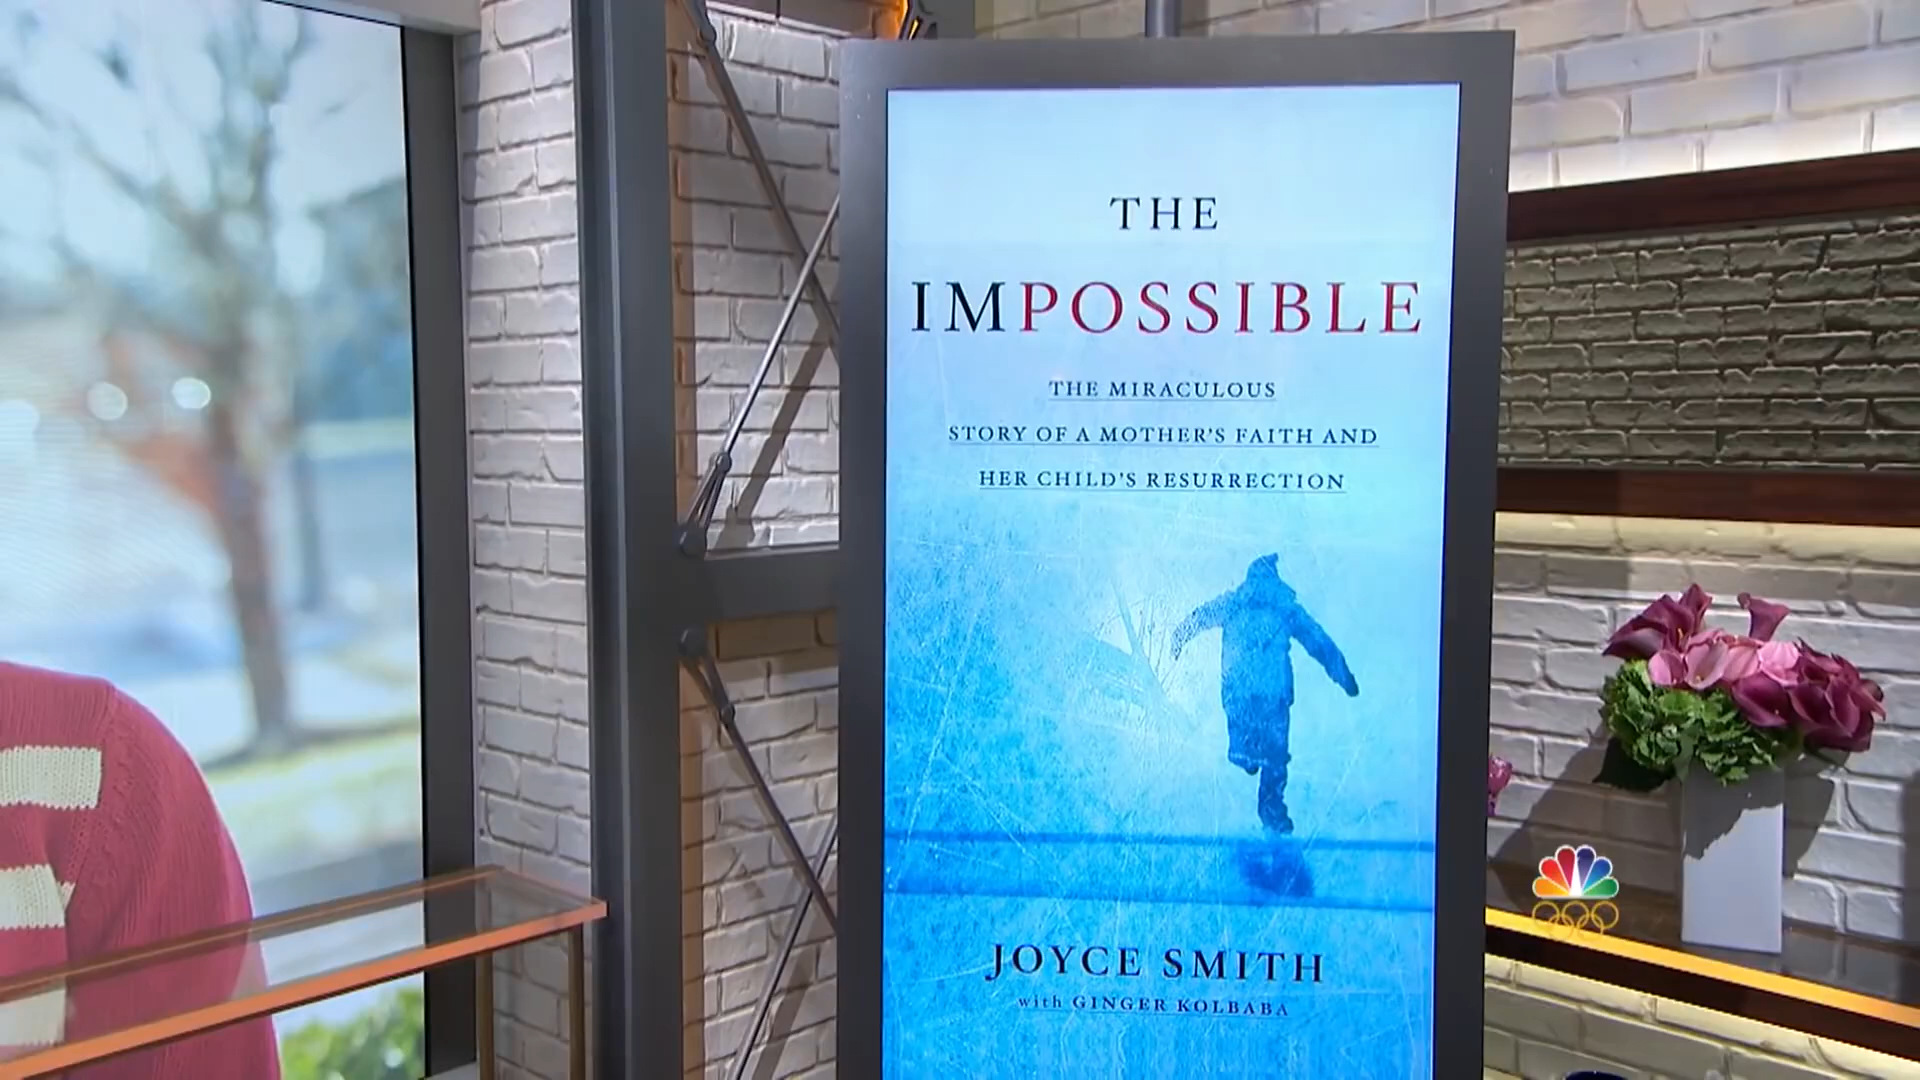 THE
IMPOSSIBLE
THE MIRACULOUS
STORY OF A MOTHER'S FAITH AND
HER CHILD'S RESURRECTION
JOYCE SMITH
with GINGER KOLBABA